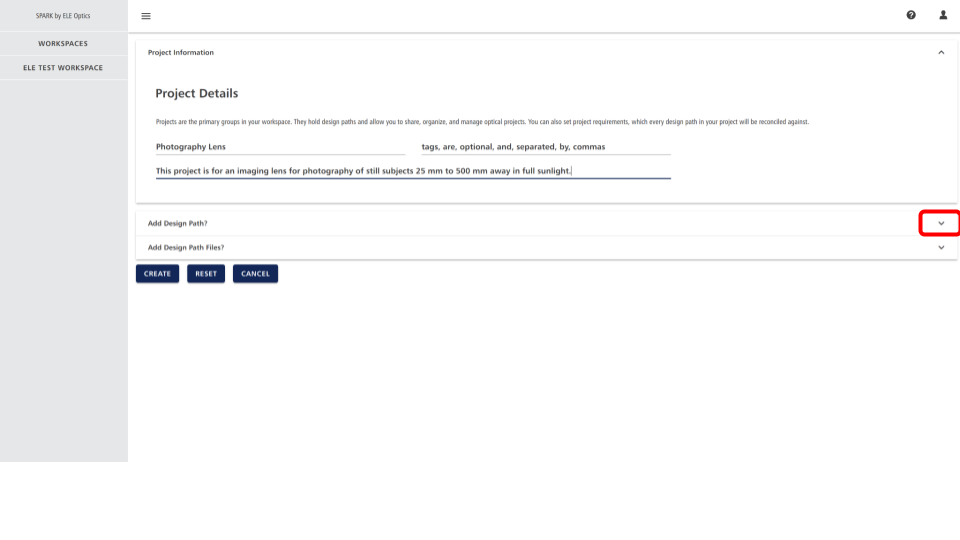 SPARK by ELE Optics
WORKSPACES
ELE TEST WORKSPACE
Project Information
Project Details
Projects are the primary groups in your workspace. They hold design paths and allow you to share, organize, and manage optical projects. You can also set project requirements, which every design path in your project will be reconciled against.
Photography Lens
tags, are, optional, and, separated, by, commas
This project is for an imaging lens for photography of still subjects 25 mm to 500 mm away in full sunlight.
Add Design Path?
Add Design Path Files?
CREATE
RESET
CANCEL